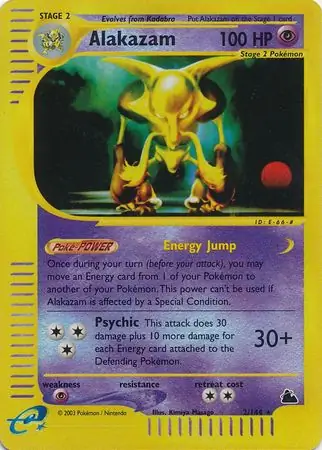 STAGE 2
Evolves from Kadabra
Put Alakazam on the Stage 1 card
Alakazam
100 HP
Stage 2 Pokémon
ID: E-66-#
Poké-POWER
Energy Jump
Once during your turn (before your attack), you may
move an Energy card from 1 of your Pokémon to
another of your Pokémon. This power can't be used if
Alakazam is affected by a Special Condition.
Psychic This attack does 30
damage plus 10 more damage for
each Energy card attached to the
Defending Pokémon.
30+
weakness
resistance
retreat cost
© 2003 Pokémon / Nintendo
Illus. Kimiya Masago
2/144 ★
e